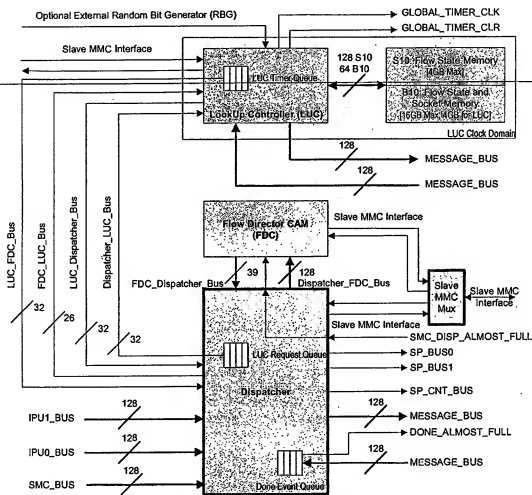 Optional External Random Bit Generator (RBG)
GLOBAL_TIMER_CLK
GLOBAL_TIMER_CLR
Slave MMC Interface
128 S10
64 B10
S10: Flow State Memory
[4GB Max]
LUC Timer Queue
B10: Flow State and
Socket Memory
[16GB Max, 4GB for LUC]
LookUp Controller (LUC)
LUC Clock Domain
128
MESSAGE_BUS
128
MESSAGE_BUS
LUC_FDC_Bus
FDC_LUC_Bus
LUC_Dispatcher_Bus
Dispatcher_LUC_Bus
Flow Director CAM
(FDC)
Slave MMC Interface
39
128
FDC_Dispatcher_Bus
Dispatcher_FDC_Bus
Slave
MMC
Mux
Slave MMC
Interface
32
26
32
32
Slave MMC Interface
SMC_DISP_ALMOST_FULL
LUC Request Queue
SP_BUS0
SP_BUS1
Dispatcher
SP_CNT_BUS
IPU1_BUS
128
128
MESSAGE_BUS
DONE_ALMOST_FULL
IPU0_BUS
128
128
MESSAGE_BUS
SMC_BUS
128
Done Event Queue